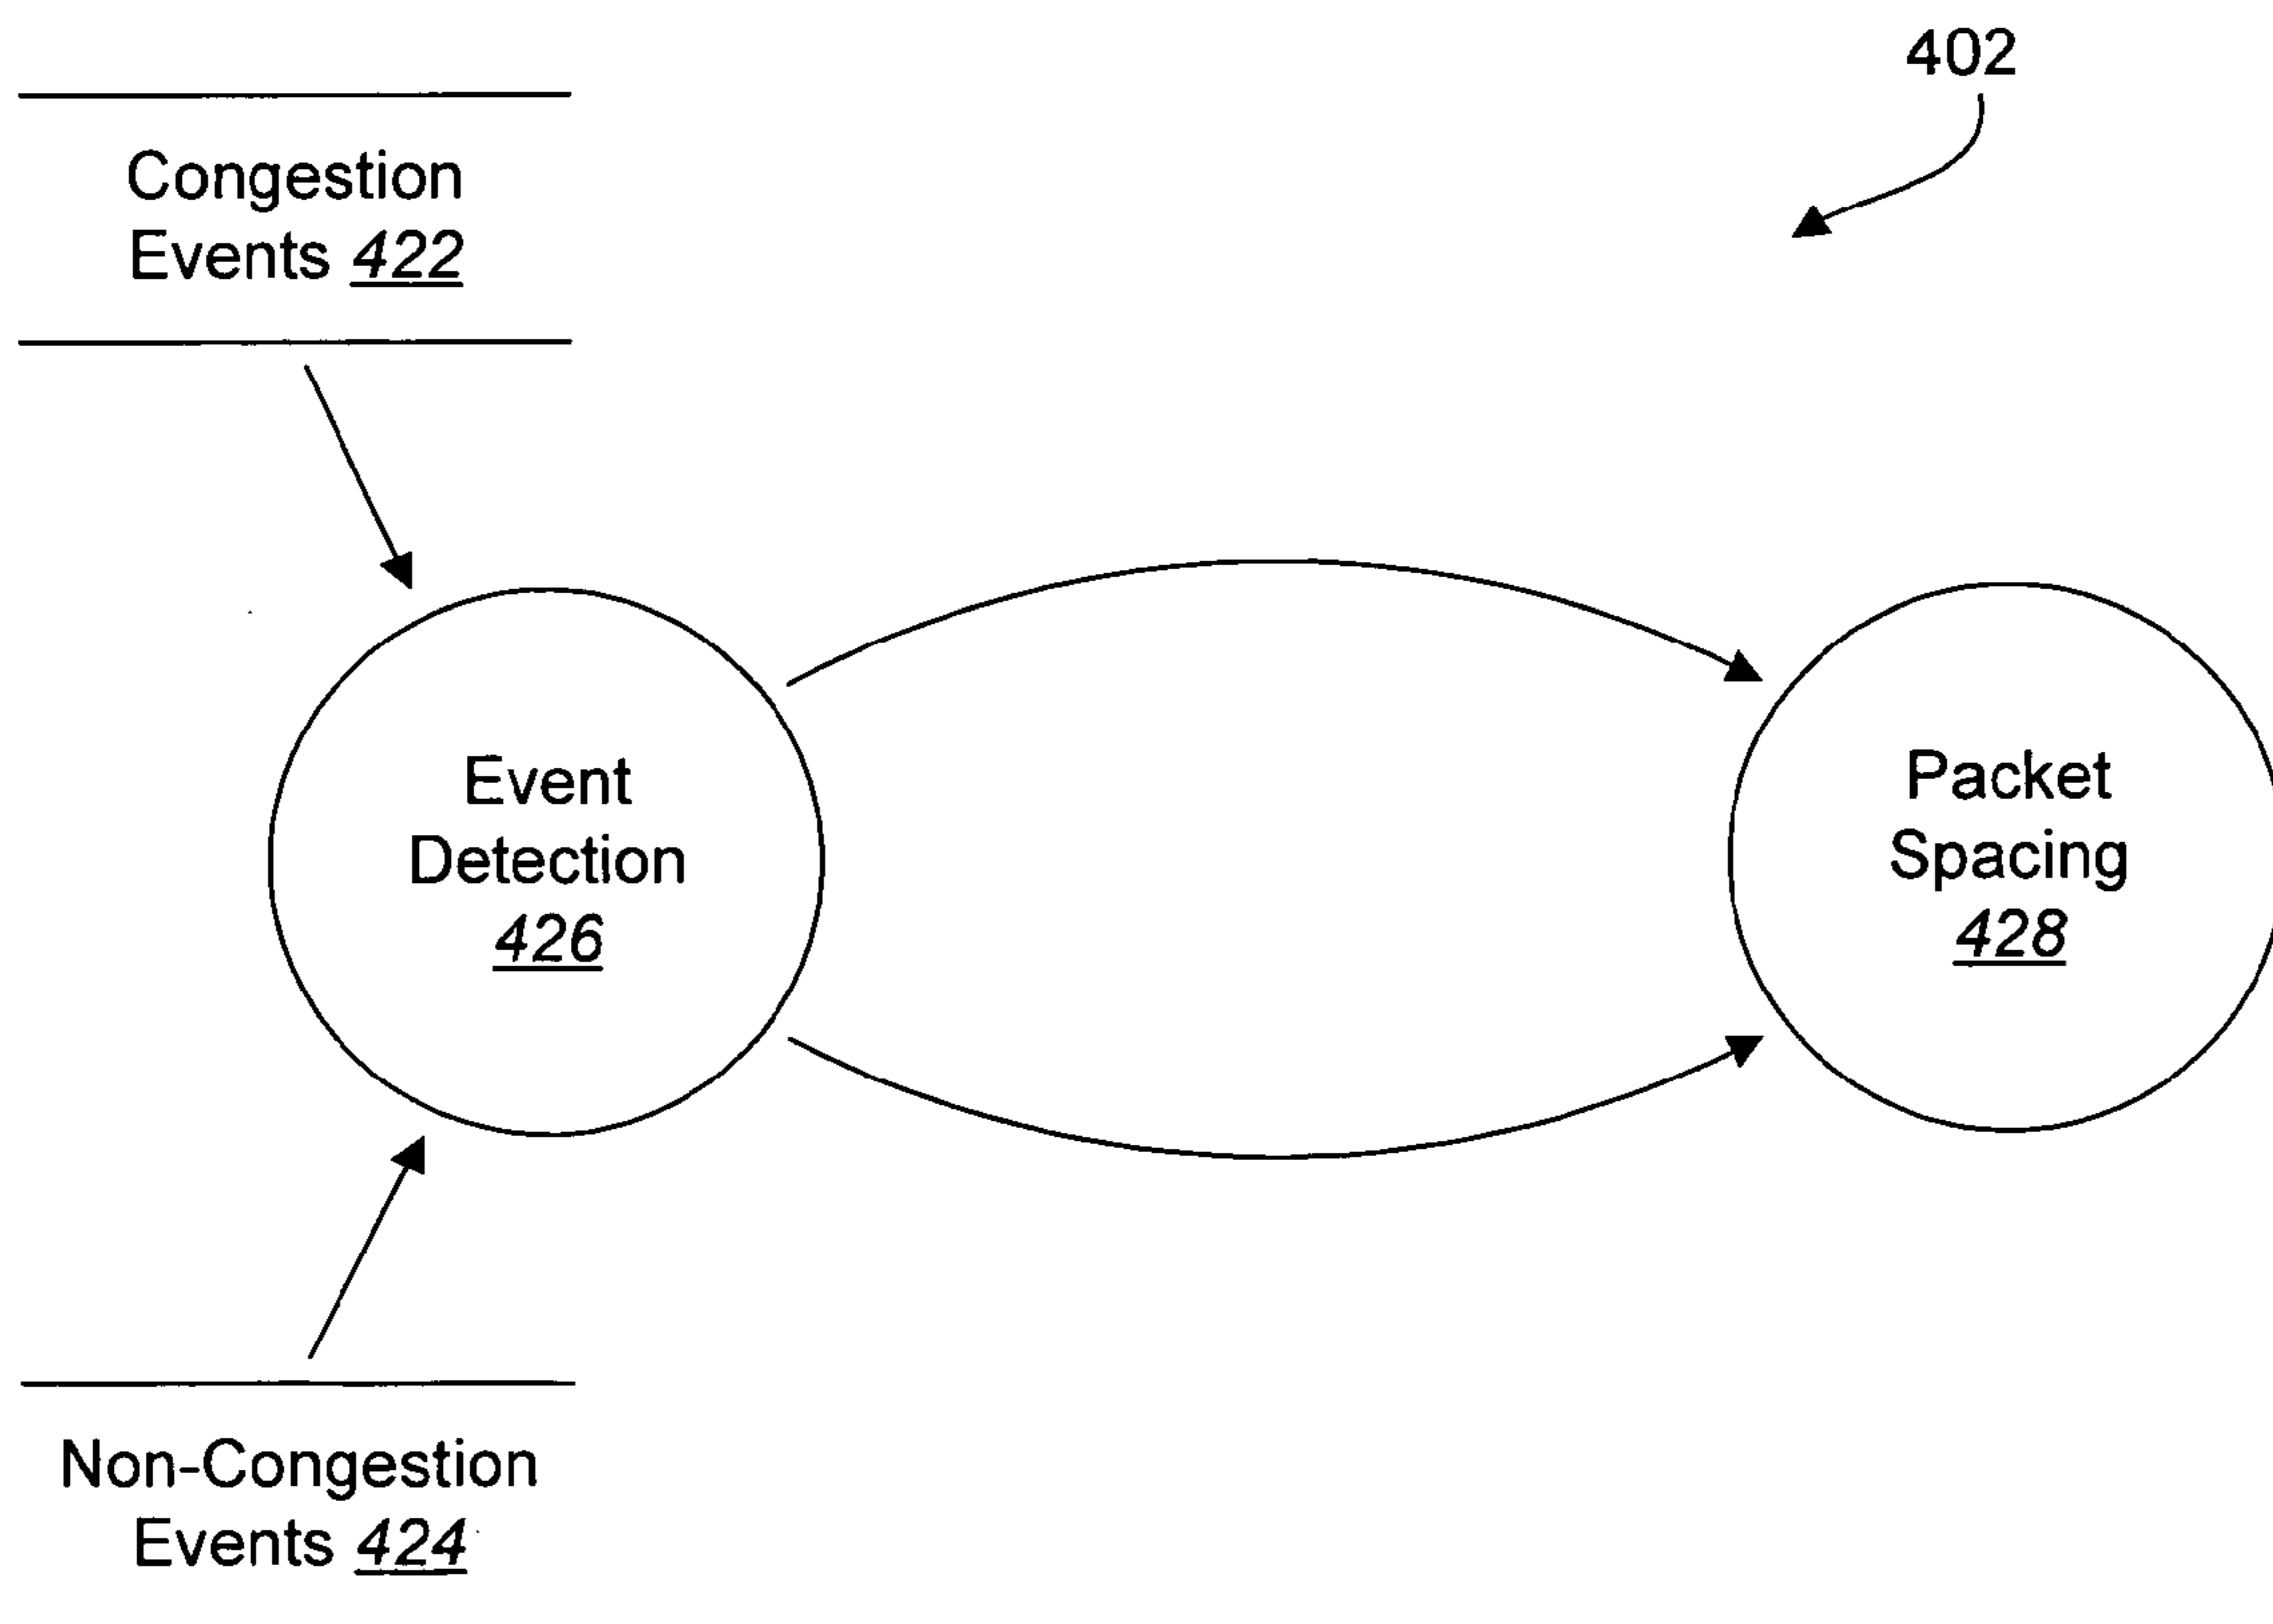 402
Congestion
Events 422
Event
Detection
426
Packet
Spacing
428
Non-Congestion
Events 424